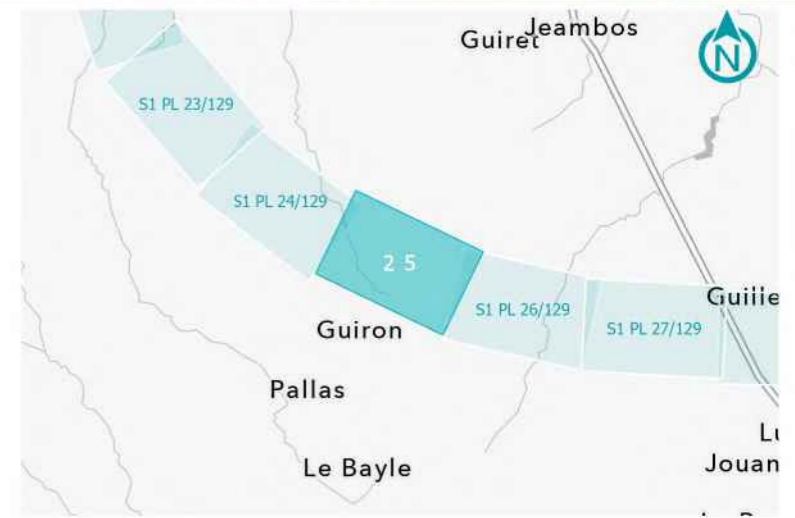 Jeambos
Guiret
N
S1 PL 23/129
S1 PL 24/129
2 5
S1 PL 26/129
Guille
S1 PL 27/129
Guiron
Pallas
Le Bayle
Jouan